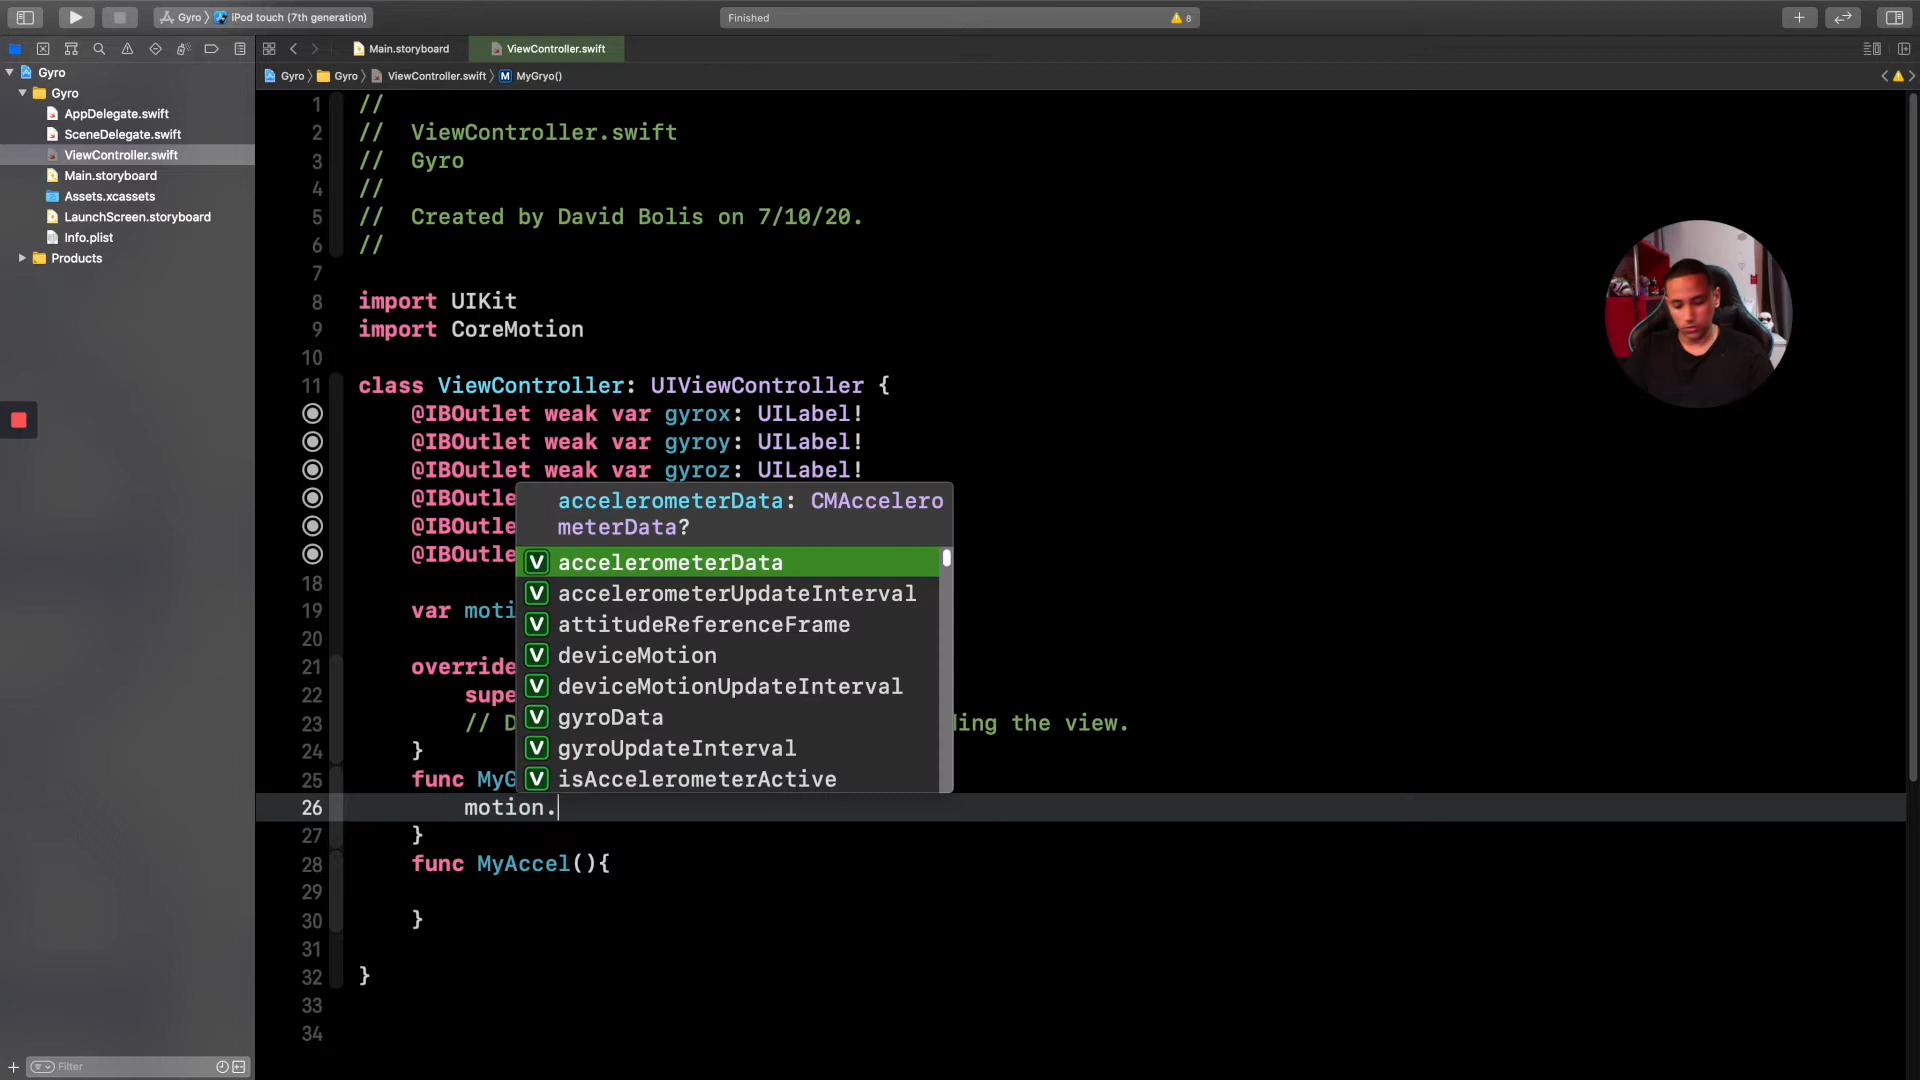 Gyro 〉 iPod touch (7th generation)
Finished
8
Main.storyboard
ViewController.swift
Gyro 〉 Gyro 〉 ViewController.swift 〉 M MyGryo()
Gyro
Gyro
AppDelegate.swift
SceneDelegate.swift
ViewController.swift
Main.storyboard
Assets.xcassets
LaunchScreen.storyboard
Info.plist
Products
1 //
2 // ViewController.swift
3 // Gyro
4 //
5 // Created by David Bolis on 7/10/20.
6 //
7
8 import UIKit
9 import CoreMotion
10
11 class ViewController: UIViewController {
@IBOutlet weak var gyrox: UILabel!
@IBOutlet weak var gyroy: UILabel!
@IBOutlet weak var gyroz: UILabel!
@IBOutle
@IBOutle
@IBOutle
18
19 var moti
20
21 override
22 supe
23 // D ding the view.
24 }
25 func MyG
26 motion.
27 }
28 func MyAccel(){
29
30 }
31
32 }
33
34
accelerometerData: CMAccelero
meterData?
V accelerometerData
V accelerometerUpdateInterval
V attitudeReferenceFrame
V deviceMotion
V deviceMotionUpdateInterval
V gyroData
V gyroUpdateInterval
V isAccelerometerActive
Filter